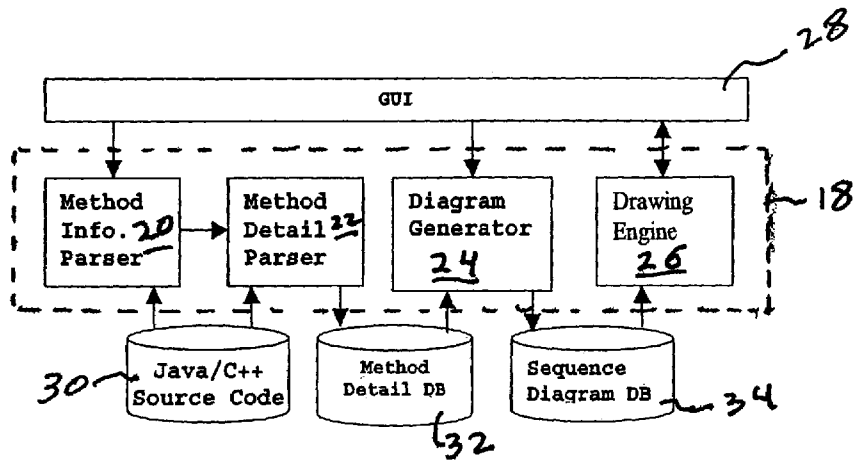 28
GUI
18
Method
Info. 20
Parser
Method
Detail 22
Parser
Diagram
Generator
24
Drawing
Engine
26
30
Java/C++
Source Code
Method
Detail DB
32
Sequence
Diagram DB
34